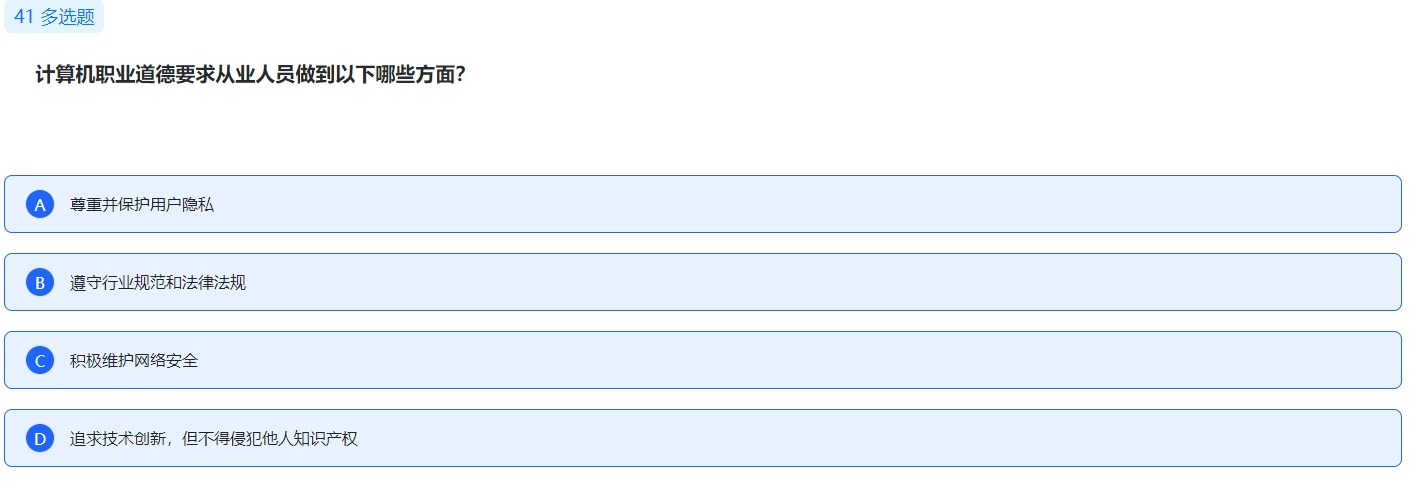 41 多选题
计算机职业道德要求从业人员做到以下哪些方面?
A 尊重并保护用户隐私
B 遵守行业规范和法律法规
C 积极维护网络安全
D 追求技术创新，但不得侵犯他人知识产权